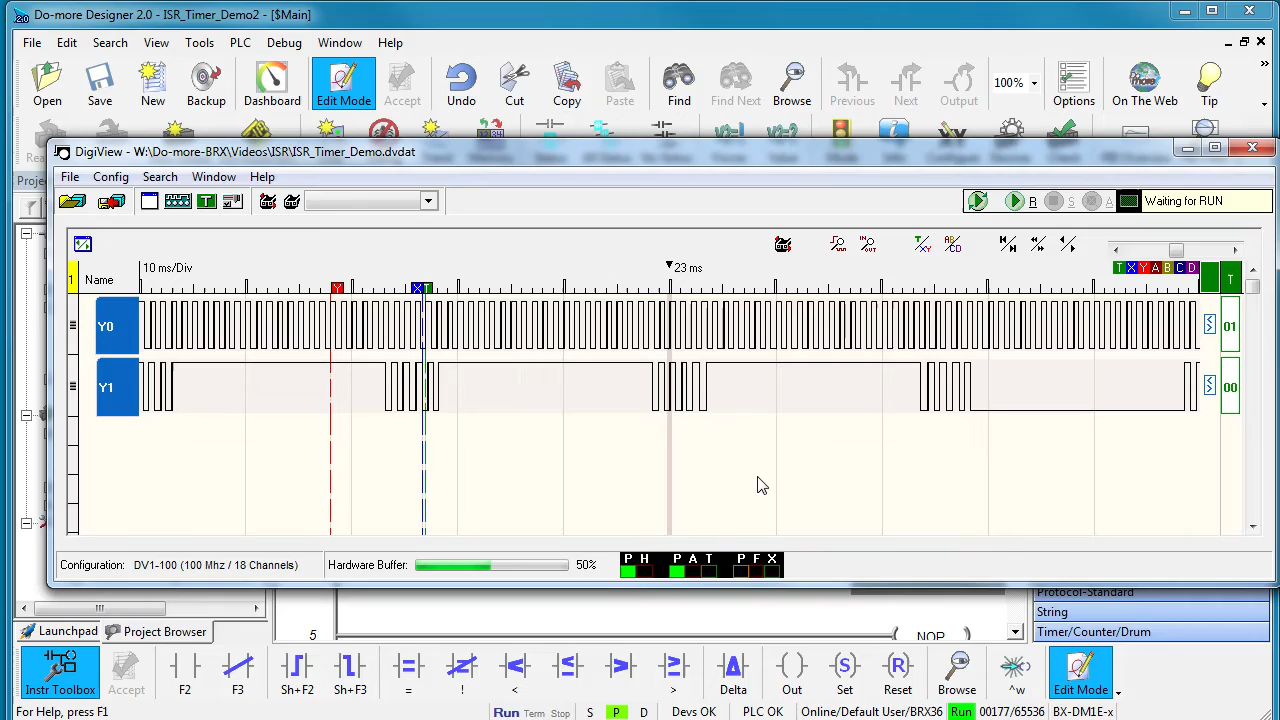 Do-more Designer 2.0 - ISR_Timer_Demo2 - [$Main]
File Edit Search View Tools PLC Debug Window Help
Open Save New Backup Dashboard Edit Mode Accept Undo Cut Copy Paste Find Find Next Browse Previous Next Output 100% Options On The Web Tip
DigiView - W:\Do-more-BRX\Videos\ISR\ISR_Timer_Demo.dvdat
File Config Search Window Help
R S A Waiting for RUN
10 ms/Div 23 ms T X Y A B C D
1 Name Y X T T
Y0 01
Y1 00
Configuration: DV1-100 (100 Mhz / 18 Channels) Hardware Buffer: 50% P H P A T P F X
Protocol-Standard
String
Timer/Counter/Drum
5 NOP
Launchpad Project Browser
Instr Toolbox Accept F2 F3 Sh+F2 Sh+F3 = ! < > Delta Out Set Reset Browse ^w Edit Mode
For Help, press F1 Run Term Stop S P D Devs OK PLC OK Online/Default User/BRX36 Run 00177/65536 BX-DM1E-x